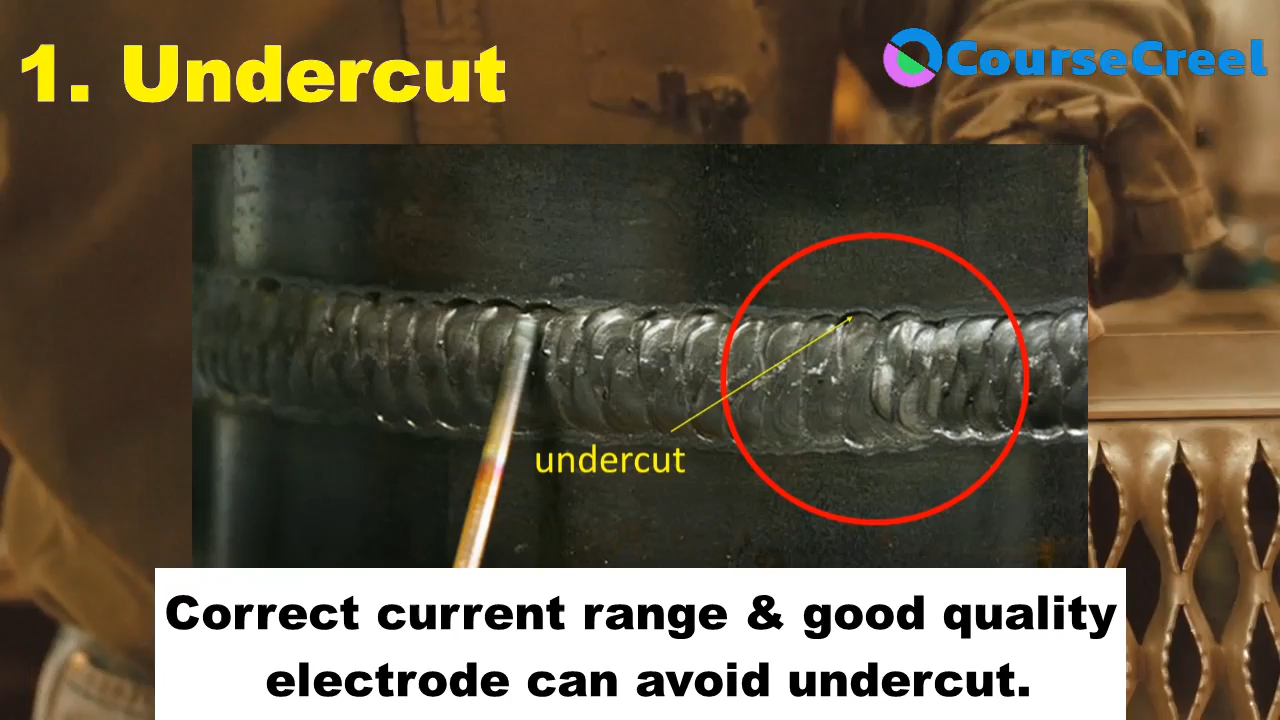 1. Undercut
CourseCreel
undercut
Correct current range & good quality
electrode can avoid undercut.